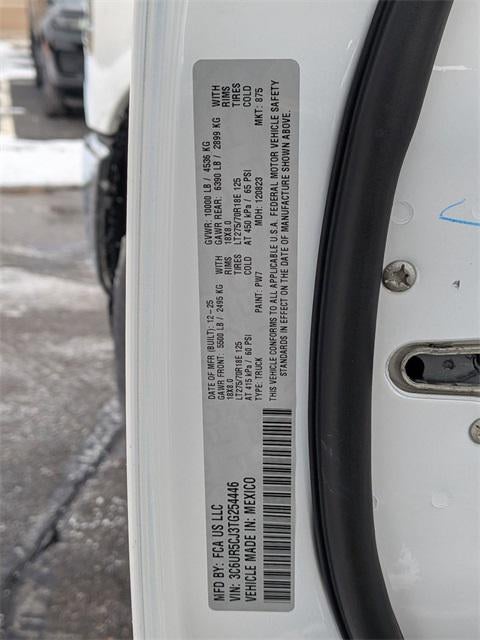 MFD BY: FCA US LLC
VIN: 3C6UR5CJ3TG254446
VEHICLE MADE IN: MEXICO
DATE OF MFR (BUILT): 12-25 GVWR: 10000 LB / 4536 KG
GAWR FRONT: 5500 LB / 2495 KG WITH GAWR REAR: 6390 LB / 2899 KG WITH
18X8.0 RIMS 18X8.0 RIMS
LT275/70R18E 125 TIRES LT275/70R18E 125 TIRES
AT 415 kPa / 60 PSI COLD AT 450 kPa / 65 PSI COLD
TYPE: TRUCK PAINT: PW7 MDH: 120823 MKT: 875
THIS VEHICLE CONFORMS TO ALL APPLICABLE U.S.A. FEDERAL MOTOR VEHICLE SAFETY
STANDARDS IN EFFECT ON THE DATE OF MANUFACTURE SHOWN ABOVE.